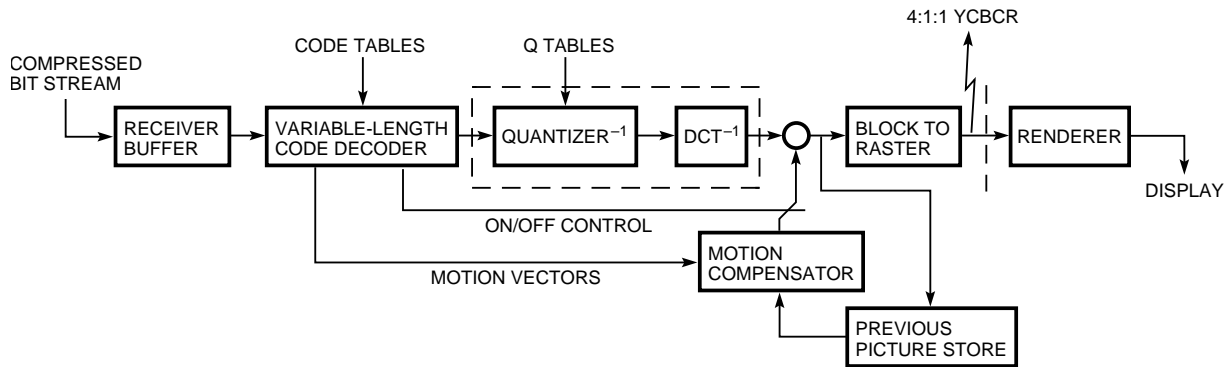 4:1:1 YCBCR
CODE TABLES
Q TABLES
COMPRESSED
BIT STREAM
RECEIVER
BUFFER
VARIABLE-LENGTH
CODE DECODER
QUANTIZER⁻¹
DCT⁻¹
BLOCK TO
RASTER
RENDERER
DISPLAY
ON/OFF CONTROL
MOTION VECTORS
MOTION
COMPENSATOR
PREVIOUS
PICTURE STORE